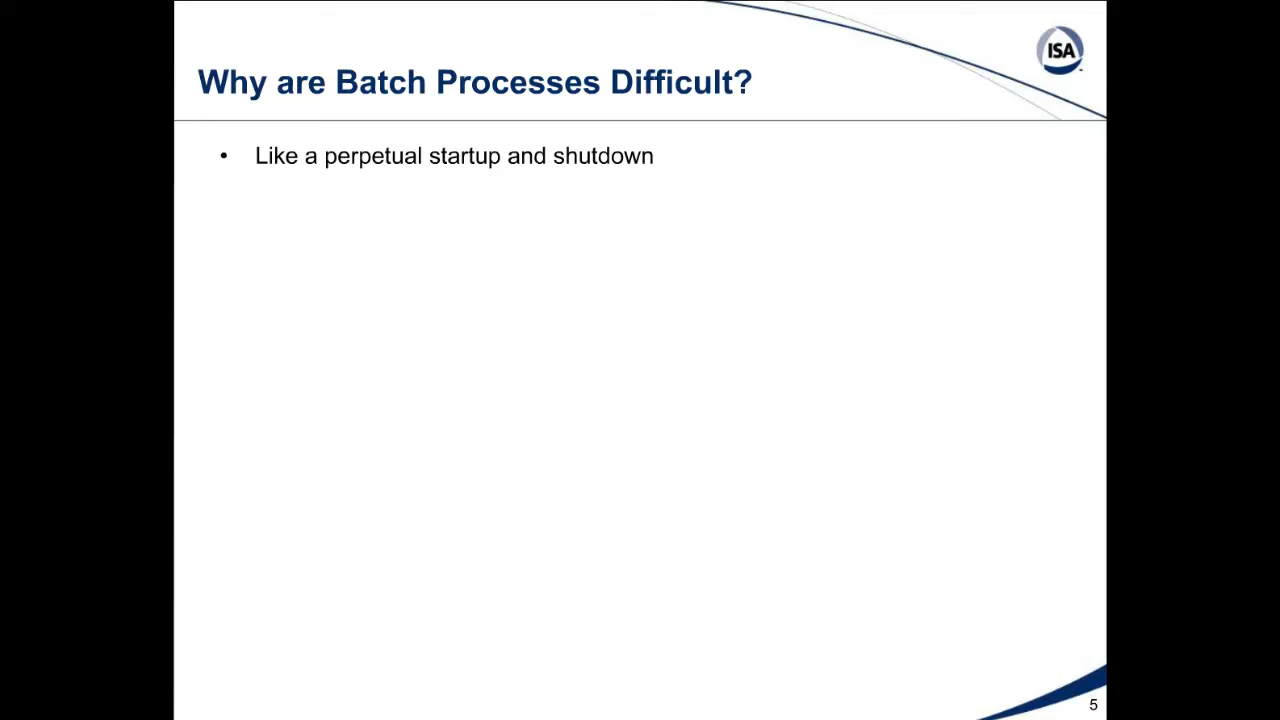 ISA
Why are Batch Processes Difficult?
• Like a perpetual startup and shutdown
5